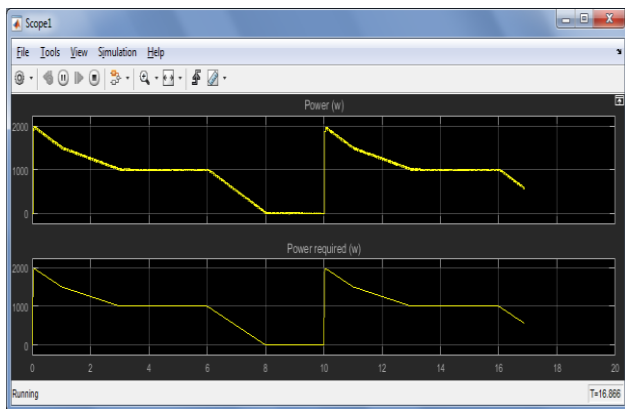 Scope1
File Tools View Simulation Help
Power (w)
2000
1000
0
Power required (w)
2000
1000
0
0 2 4 6 8 10 12 14 16 18 20
Running T=16.866